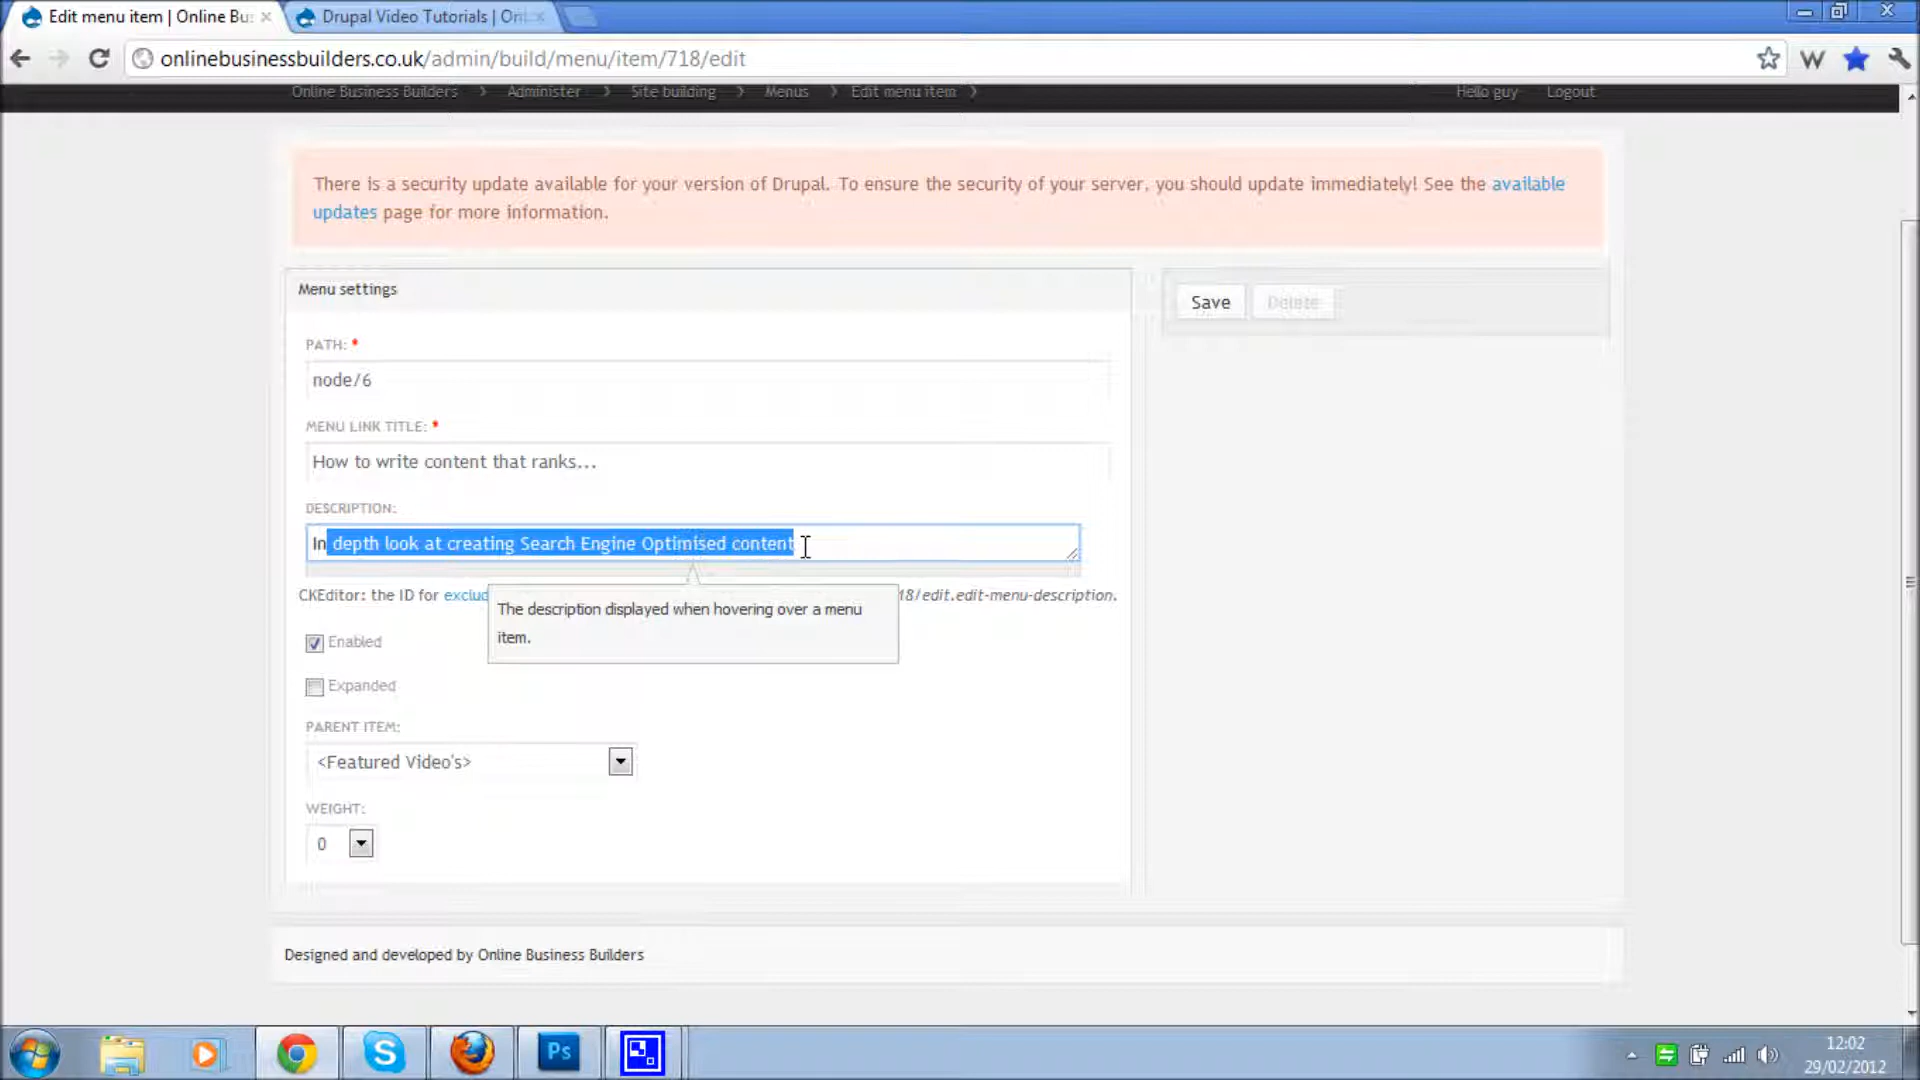 Edit menu item | Online Bu:
Drupal Video Tutorials | Onl
onlinebusinessbuilders.co.uk/admin/build/menu/item/718/edit
W
Online Business Builders > Administer > Site building > Menus > Edit menu item >
Hello guy Logout
There is a security update available for your version of Drupal. To ensure the security of your server, you should update immediately! See the available
updates page for more information.
Menu settings
Save Delete
PATH: *
node/6
MENU LINK TITLE: *
How to write content that ranks...
DESCRIPTION:
In depth look at creating Search Engine Optimised content
CKEditor: the ID for exclud
18/edit.edit-menu-description.
The description displayed when hovering over a menu
item.
Enabled
Expanded
PARENT ITEM:
<Featured Video's>
WEIGHT:
0
Designed and developed by Online Business Builders
Ps
12:02
29/02/2012